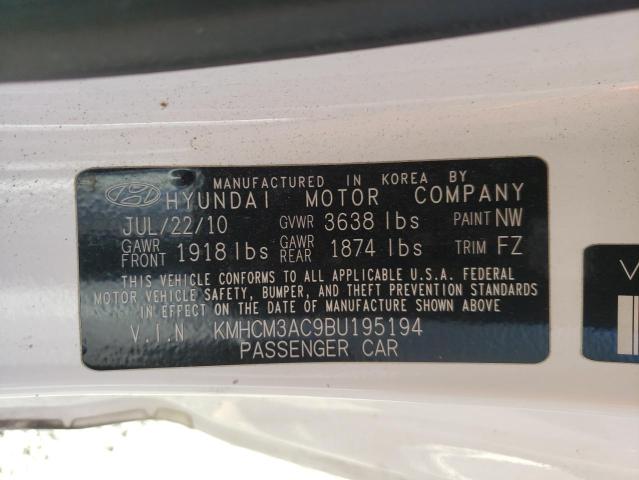 MANUFACTURED IN KOREA BY
HYUNDAI MOTOR COMPANY
JUL/22/10 GVWR 3638 lbs PAINT NW
GAWR FRONT 1918 lbs GAWR REAR 1874 lbs TRIM FZ
THIS VEHICLE CONFORMS TO ALL APPLICABLE U.S.A. FEDERAL
MOTOR VEHICLE SAFETY, BUMPER, AND THEFT PREVENTION STANDARDS
IN EFFECT ON THE DATE OF MANUFACTURE SHOWN ABOVE.
V.I.N KMHCM3AC9BU195194
PASSENGER CAR
V